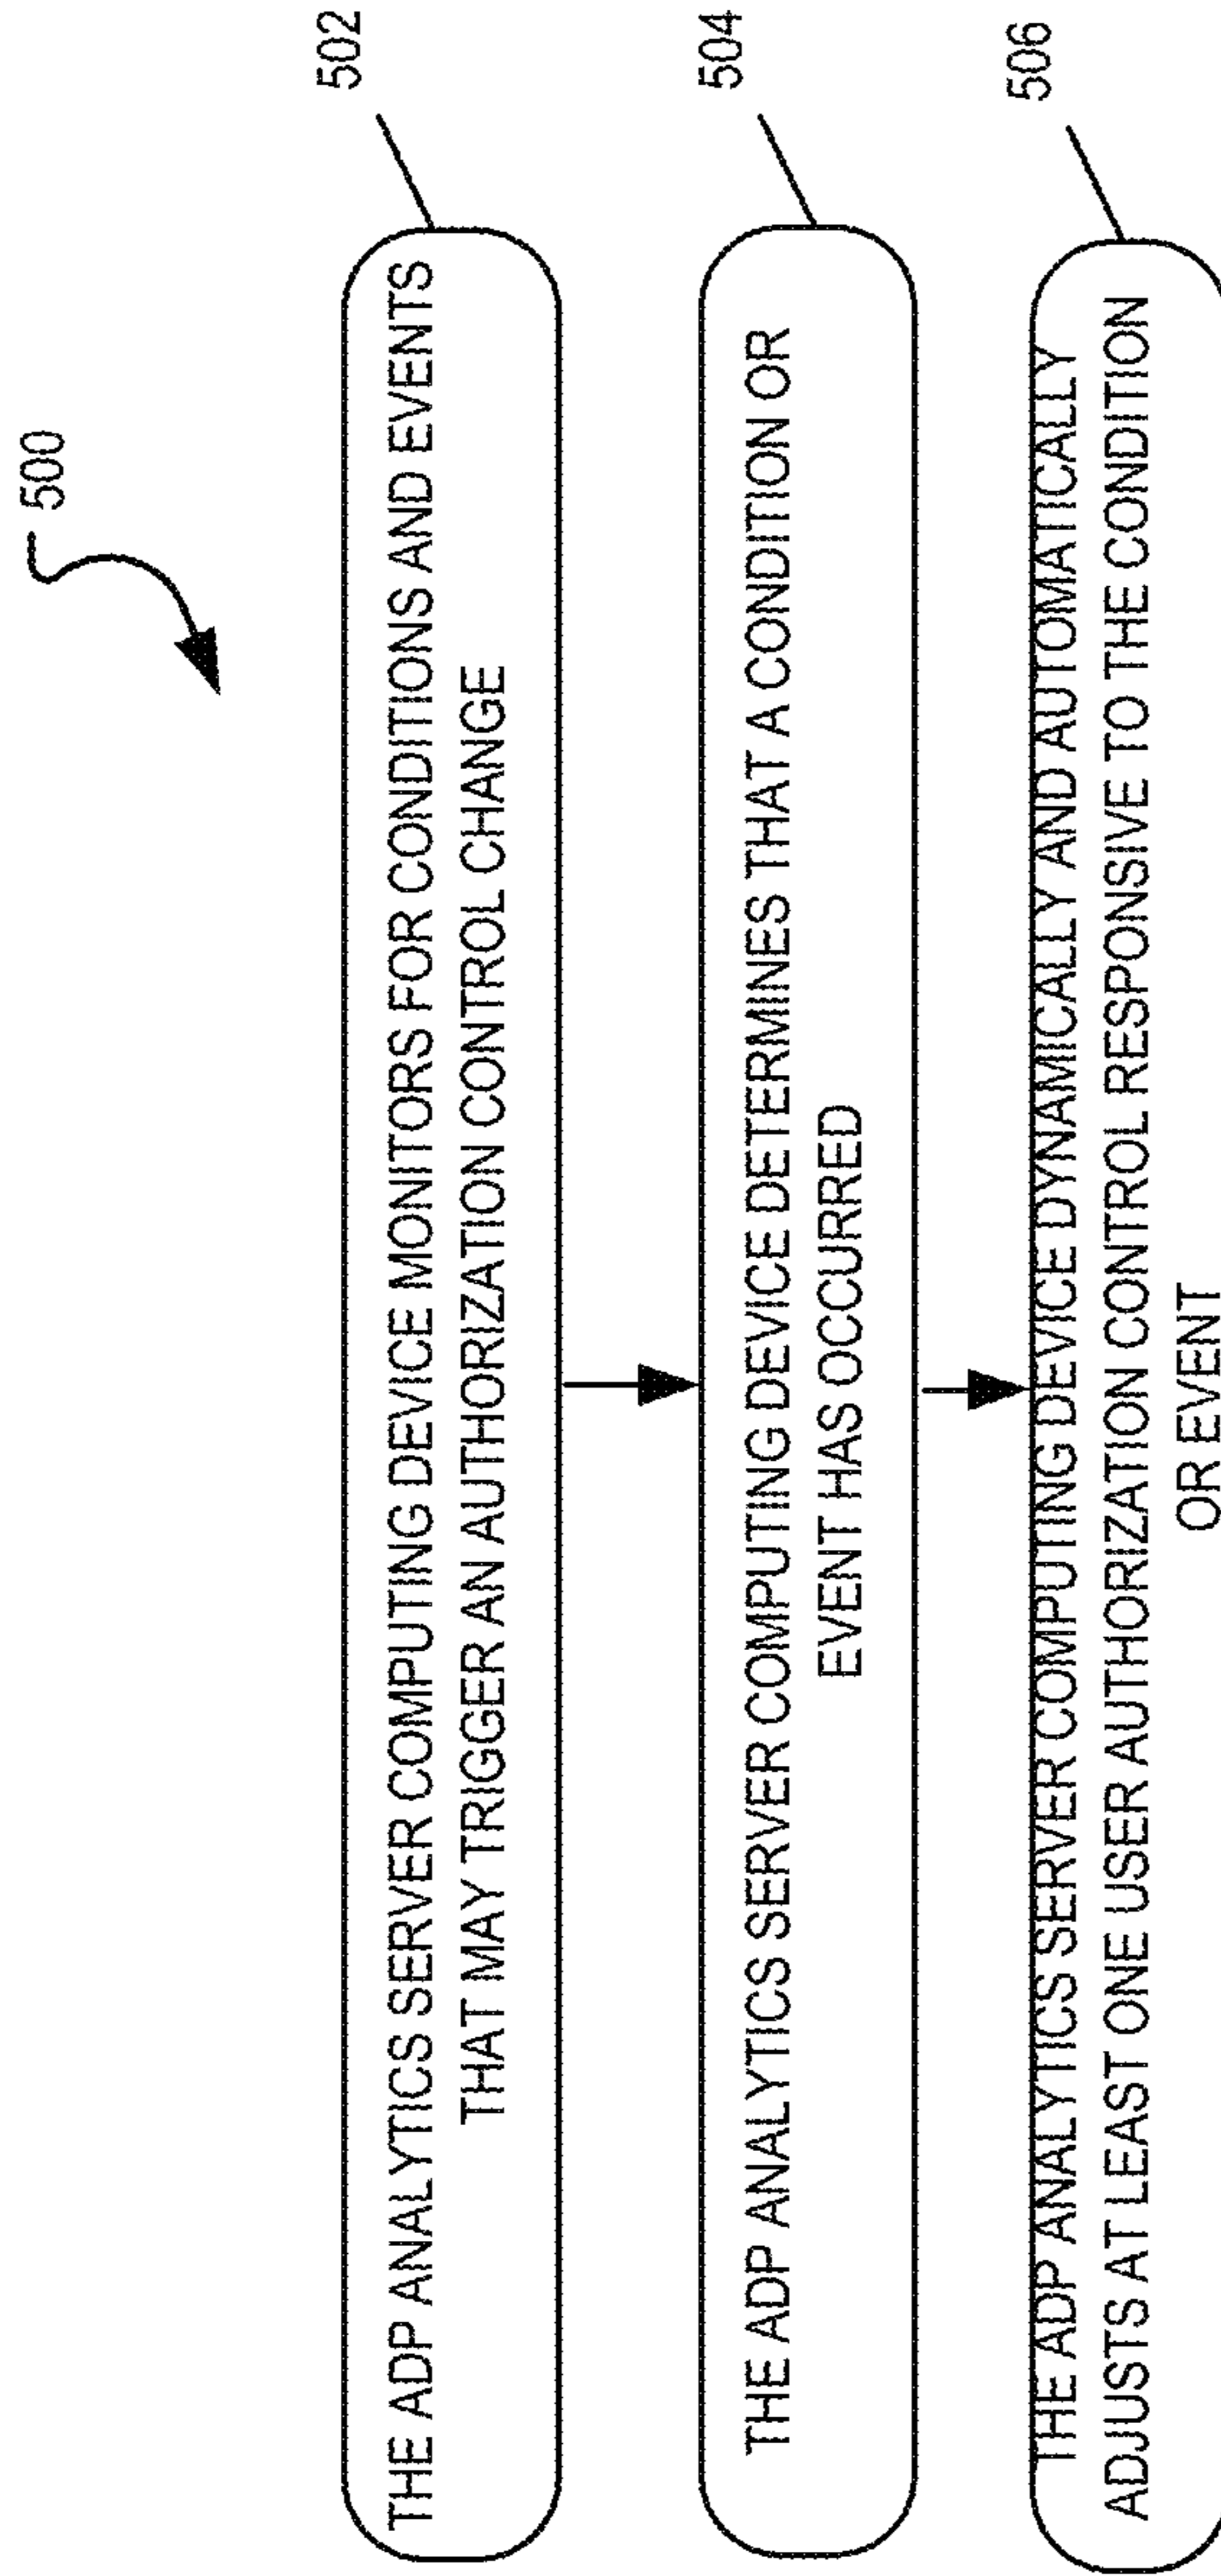 500
502
THE ADP ANALYTICS SERVER COMPUTING DEVICE MONITORS FOR CONDITIONS AND EVENTS
THAT MAY TRIGGER AN AUTHORIZATION CONTROL CHANGE
504
THE ADP ANALYTICS SERVER COMPUTING DEVICE DETERMINES THAT A CONDITION OR
EVENT HAS OCCURRED
506
THE ADP ANALYTICS SERVER COMPUTING DEVICE DYNAMICALLY AND AUTOMATICALLY
ADJUSTS AT LEAST ONE USER AUTHORIZATION CONTROL RESPONSIVE TO THE CONDITION
OR EVENT